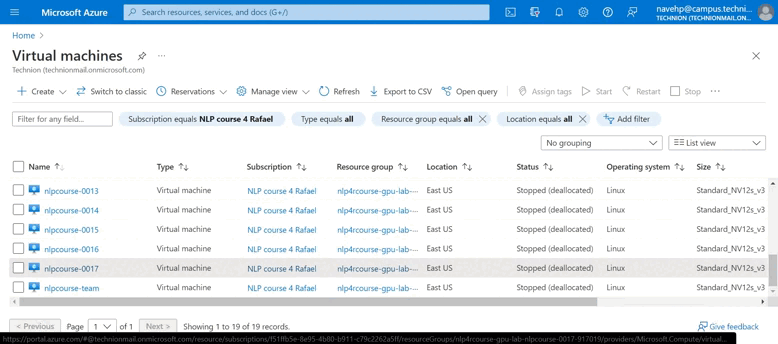 Microsoft Azure
Search resources, services, and docs (G+/)
navehp@campus.techni...
TECHNION (TECHNIONMAIL.ON...
Home
Virtual machines
Technion (technionmail.onmicrosoft.com)
Create Switch to classic Reservations Manage view Refresh Export to CSV Open query Assign tags Start Restart Stop
Filter for any field... Subscription equals NLP course 4 Rafael Type equals all Resource group equals all Location equals all Add filter
No grouping List view
Name Type Subscription Resource group Location Status Operating system Size
nlpcourse-0013 Virtual machine NLP course 4 Rafael nlp4rcourse-gpu-lab-... East US Stopped (deallocated) Linux Standard_NV12s_v3
nlpcourse-0014 Virtual machine NLP course 4 Rafael nlp4rcourse-gpu-lab-... East US Stopped (deallocated) Linux Standard_NV12s_v3
nlpcourse-0015 Virtual machine NLP course 4 Rafael nlp4rcourse-gpu-lab-... East US Stopped (deallocated) Linux Standard_NV12s_v3
nlpcourse-0016 Virtual machine NLP course 4 Rafael nlp4rcourse-gpu-lab-... East US Stopped (deallocated) Linux Standard_NV12s_v3
nlpcourse-0017 Virtual machine NLP course 4 Rafael nlp4rcourse-gpu-lab-... East US Stopped (deallocated) Linux Standard_NV12s_v3
nlpcourse-team Virtual machine NLP course 4 Rafael nlp4rcourse-gpu-lab-... East US Stopped (deallocated) Linux Standard_NV12s_v3
< Previous Page 1 of 1 Next > Showing 1 to 19 of 19 records. Give feedback
https://portal.azure.com/#@technionmail.onmicrosoft.com/resource/subscriptions/f51ffb5e-8e95-4b80-b911-c79c2262a5ff/resourceGroups/nlp4rcourse-gpu-lab-nlpcourse-0017-917019/providers/Microsoft.Compute/virtual...